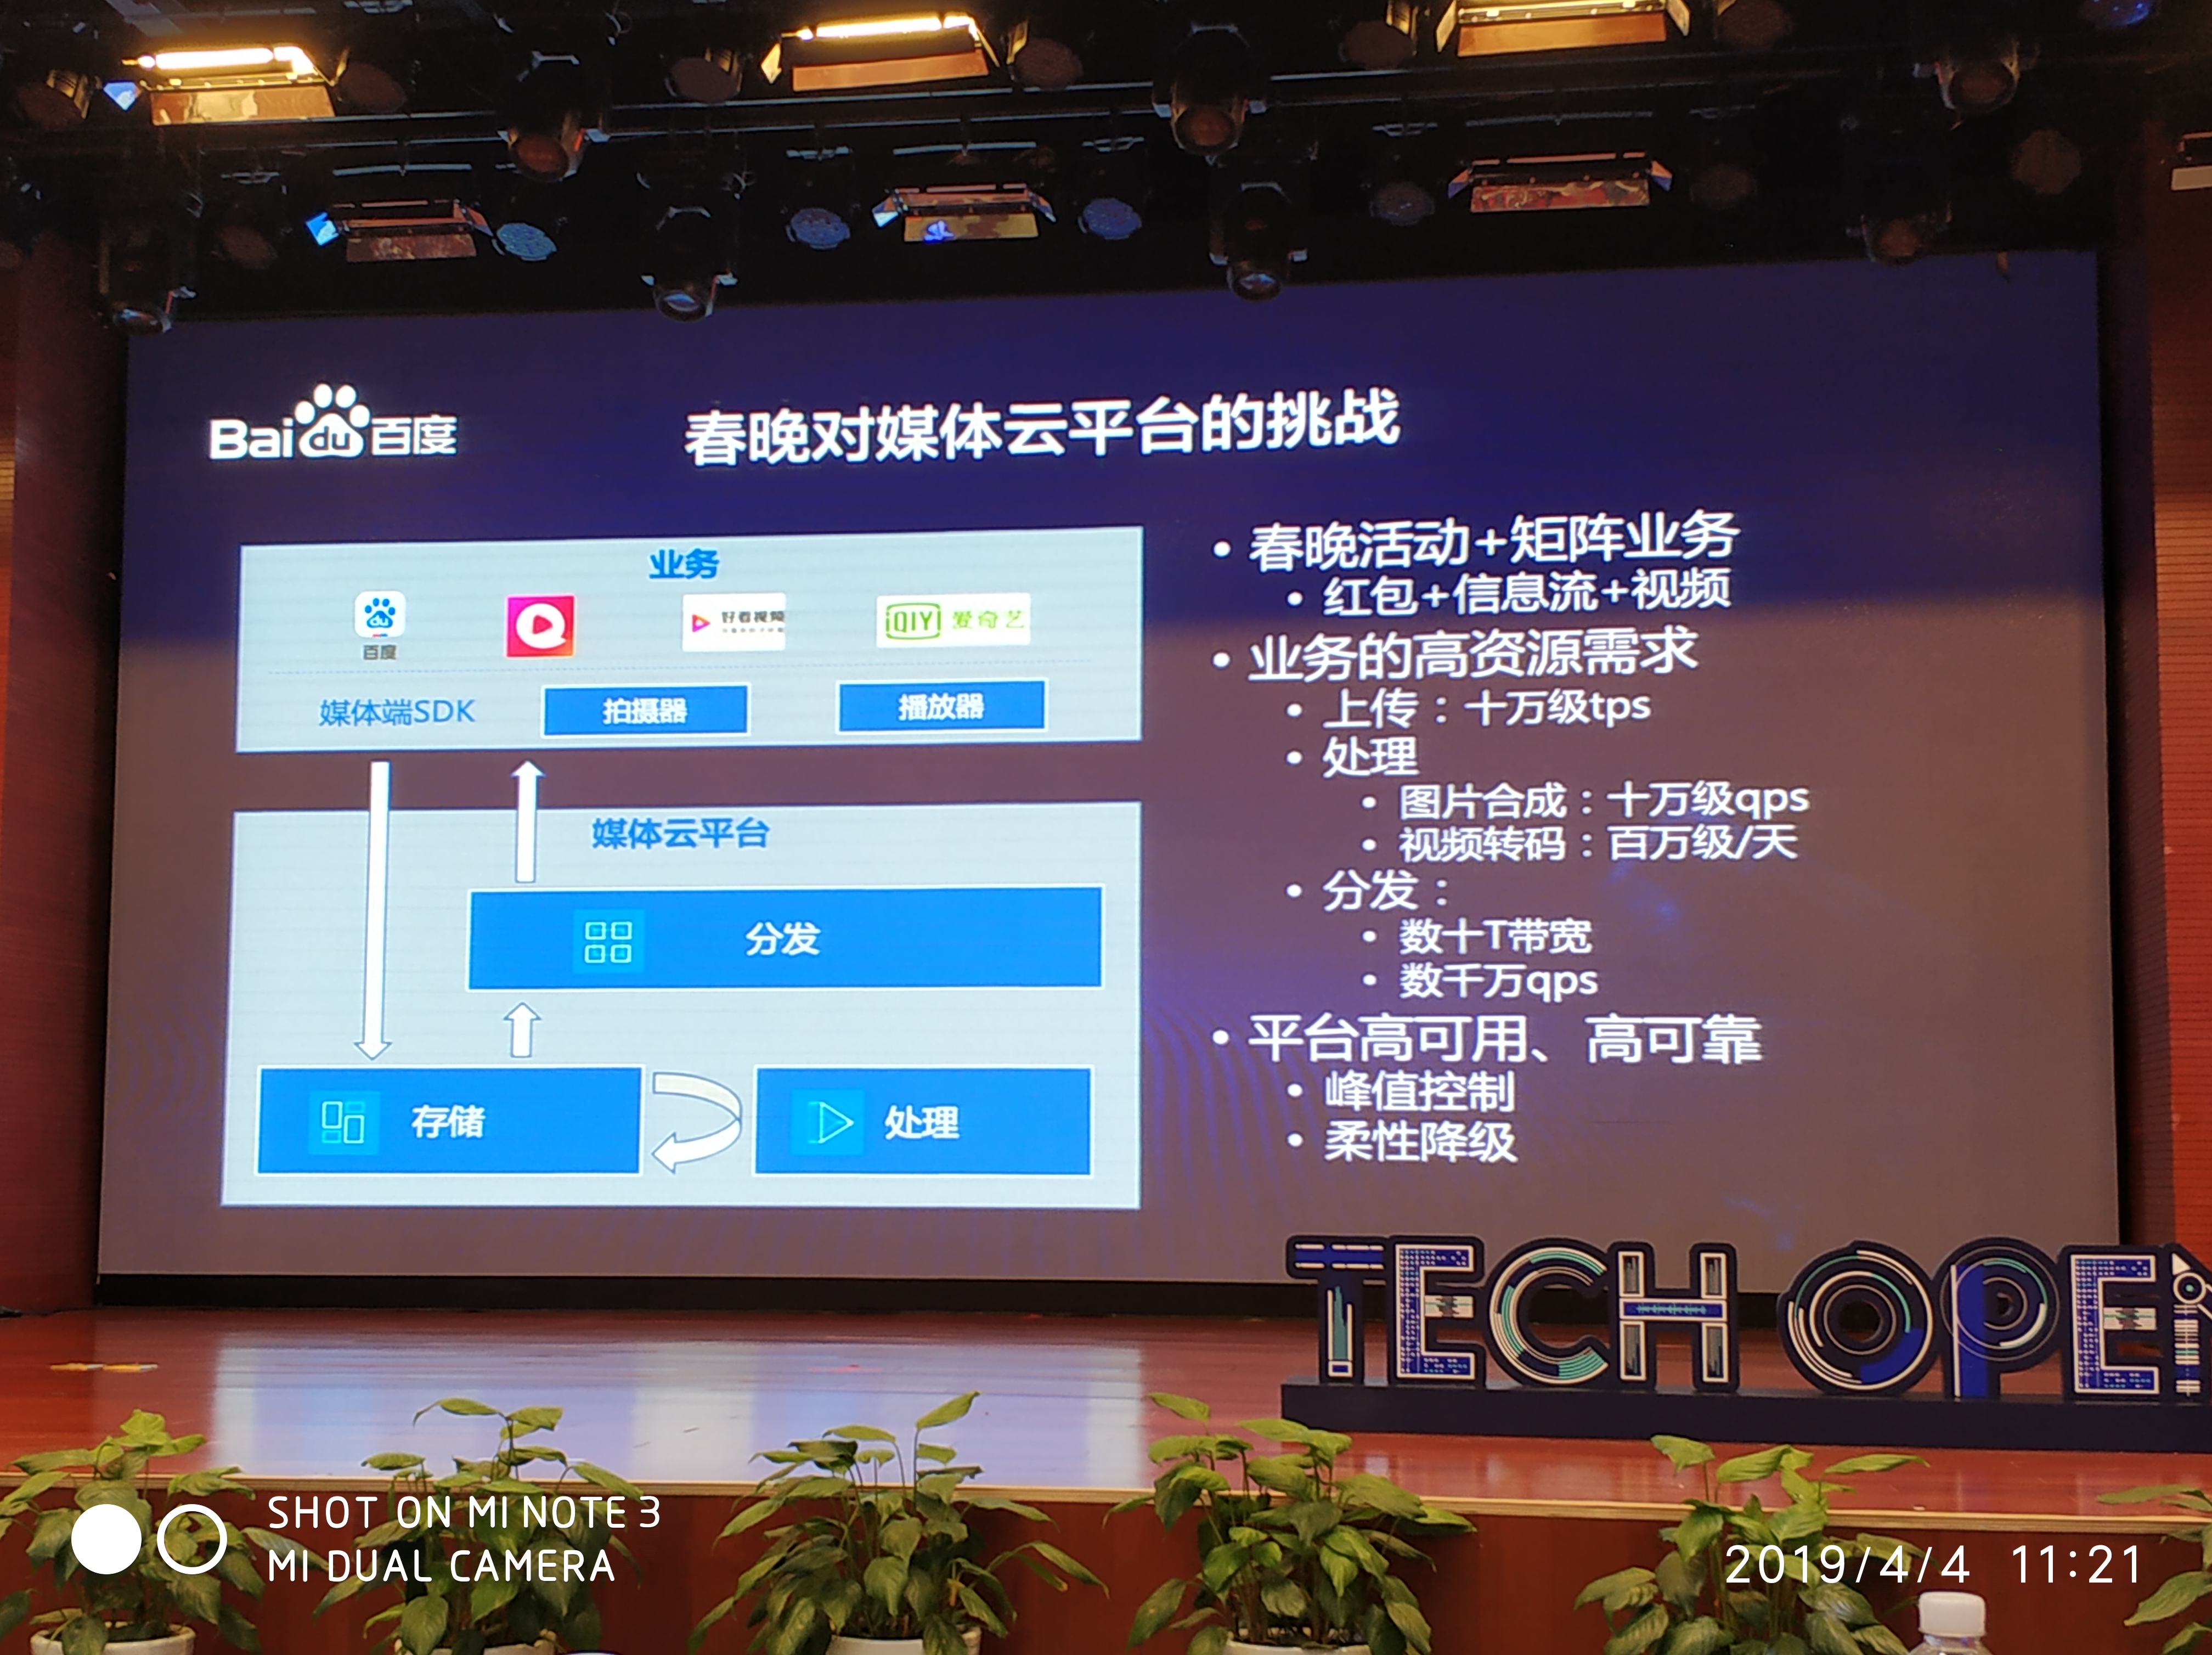 Baidu百度
春晚对媒体云平台的挑战
业务
du
百度
好看视频
iQIYI 爱奇艺
媒体端SDK
拍摄器
播放器
媒体云平台
分发
存储
处理
• 春晚活动+矩阵业务
• 红包+信息流+视频
• 业务的高资源需求
• 上传：十万级tps
• 处理
• 图片合成：十万级qps
• 视频转码：百万级/天
• 分发：
• 数十T带宽
• 数千万qps
• 平台高可用、高可靠
• 峰值控制
• 柔性降级
TECH OPE
SHOT ON MI NOTE 3
MI DUAL CAMERA
2019/4/4 11:21